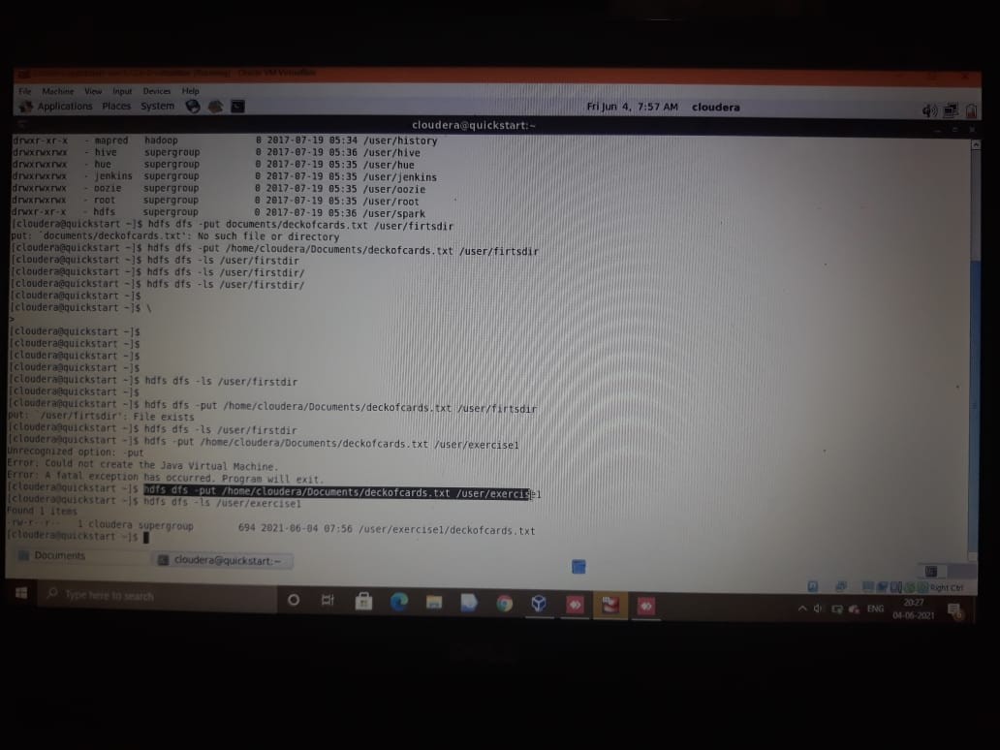 Oracle VM VirtualBox
File Machine View Input Devices Help
Applications Places System Fri Jun 4, 7:57 AM cloudera
cloudera@quickstart:~
drwxr-xr-x - mapred hadoop 0 2017-07-19 05:34 /user/history
drwxrwxrwx - hive supergroup 0 2017-07-19 05:36 /user/hive
drwxrwxrwx - hue supergroup 0 2017-07-19 05:35 /user/hue
drwxrwxrwx - jenkins supergroup 0 2017-07-19 05:35 /user/jenkins
drwxrwxrwx - oozie supergroup 0 2017-07-19 05:35 /user/oozie
drwxrwxrwx - root supergroup 0 2017-07-19 05:35 /user/root
drwxr-xr-x - hdfs supergroup 0 2017-07-19 05:36 /user/spark
[cloudera@quickstart ~]$ hdfs dfs -put documents/deckofcards.txt /user/firtsdir
put: `documents/deckofcards.txt': No such file or directory
[cloudera@quickstart ~]$ hdfs dfs -put /home/cloudera/Documents/deckofcards.txt /user/firtsdir
[cloudera@quickstart ~]$ hdfs dfs -ls /user/firstdir
[cloudera@quickstart ~]$ hdfs dfs -ls /user/firstdir/
[cloudera@quickstart ~]$ hdfs dfs -ls /user/firstdir/
[cloudera@quickstart ~]$
[cloudera@quickstart ~]$ \
>
[cloudera@quickstart ~]$
[cloudera@quickstart ~]$
[cloudera@quickstart ~]$
[cloudera@quickstart ~]$
[cloudera@quickstart ~]$ hdfs dfs -ls /user/firstdir
[cloudera@quickstart ~]$
[cloudera@quickstart ~]$ hdfs dfs -put /home/cloudera/Documents/deckofcards.txt /user/firtsdir
put: `/user/firtsdir': File exists
[cloudera@quickstart ~]$ hdfs dfs -ls /user/firstdir
[cloudera@quickstart ~]$ hdfs -put /home/cloudera/Documents/deckofcards.txt /user/exercise1
Unrecognized option: -put
Error: Could not create the Java Virtual Machine.
Error: A fatal exception has occurred. Program will exit.
[cloudera@quickstart ~]$ hdfs dfs -put /home/cloudera/Documents/deckofcards.txt /user/exercise1
[cloudera@quickstart ~]$ hdfs dfs -ls /user/exercise1
Found 1 items
-rw-r--r-- 1 cloudera supergroup 694 2021-06-04 07:56 /user/exercise1/deckofcards.txt
[cloudera@quickstart ~]$
Documents cloudera@quickstart:~
Right Ctrl
Type here to search
ENG
20:27
04-06-2021